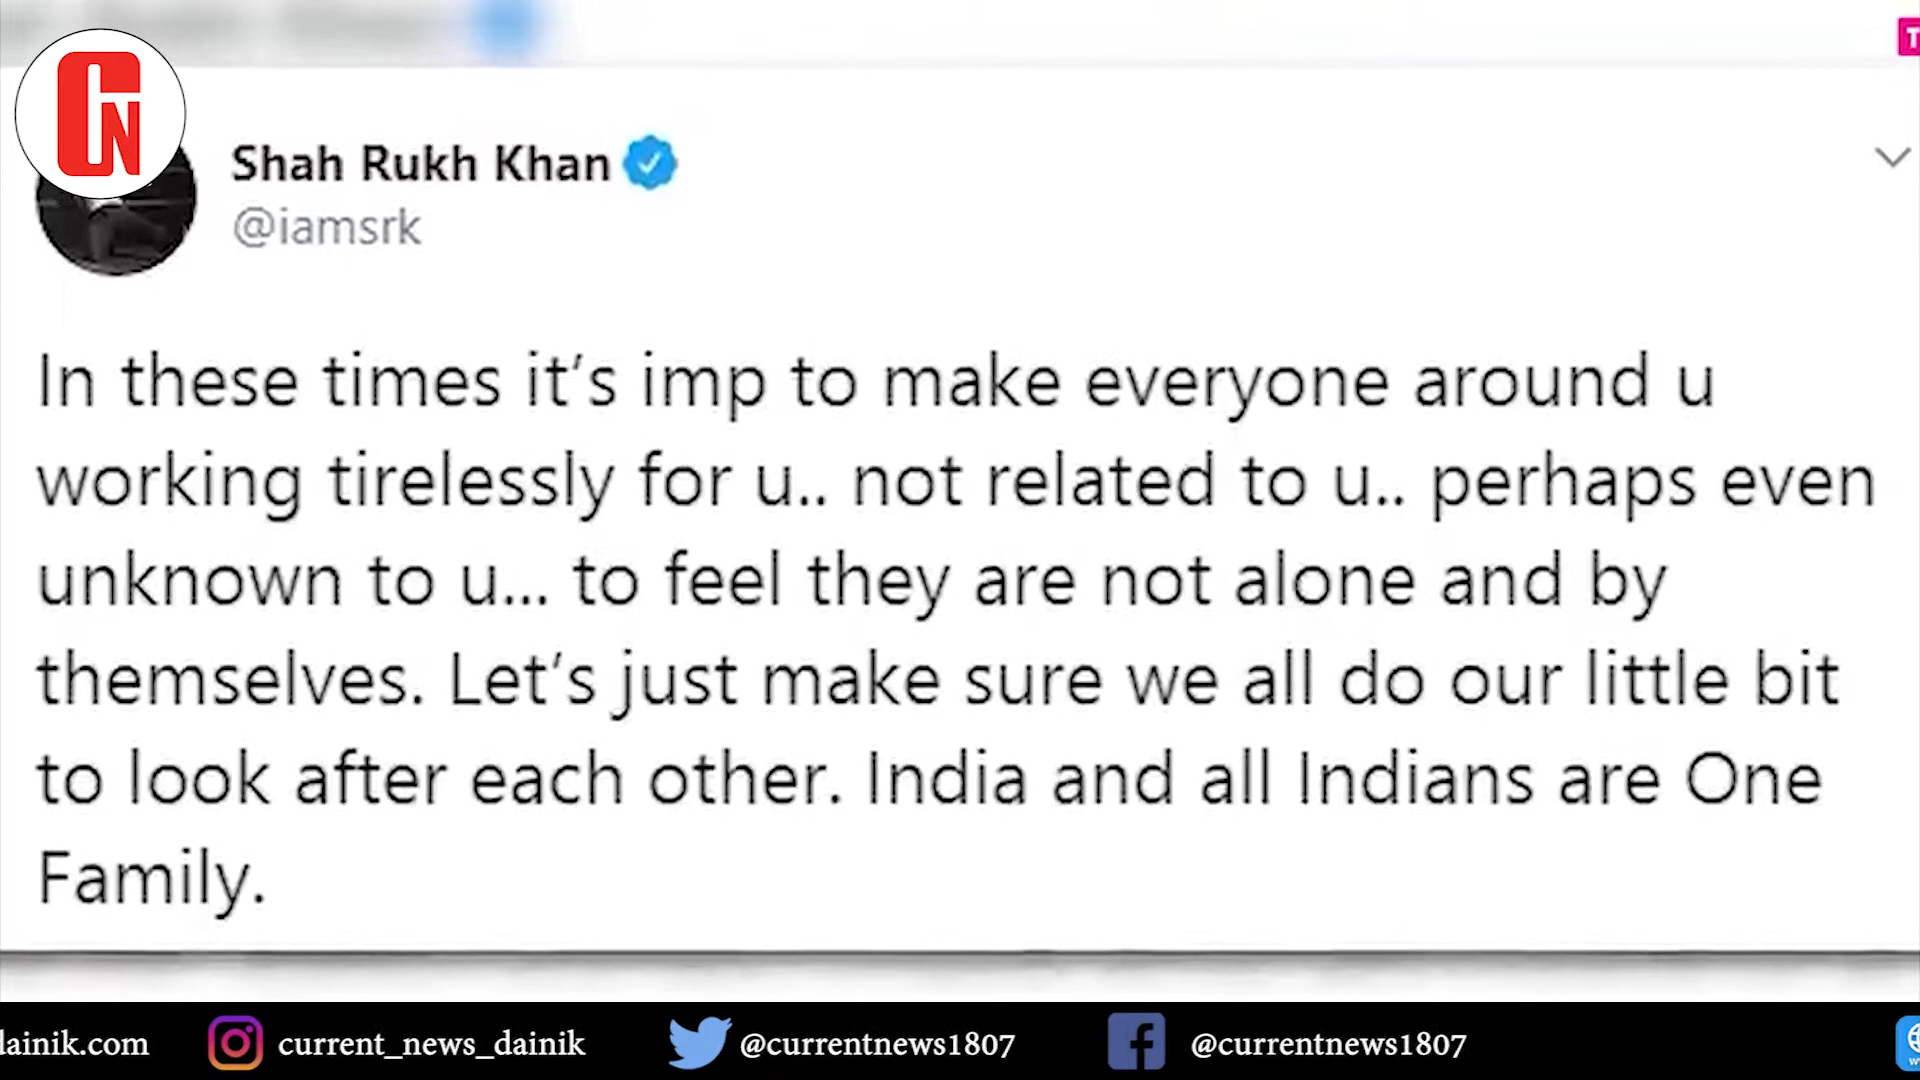 CN
Shah Rukh Khan
@iamsrk
In these times it's imp to make everyone around u
working tirelessly for u.. not related to u.. perhaps even
unknown to u... to feel they are not alone and by
themselves. Let's just make sure we all do our little bit
to look after each other. India and all Indians are One
Family.
dainik.com current_news_dainik @currentnews1807 @currentnews1807